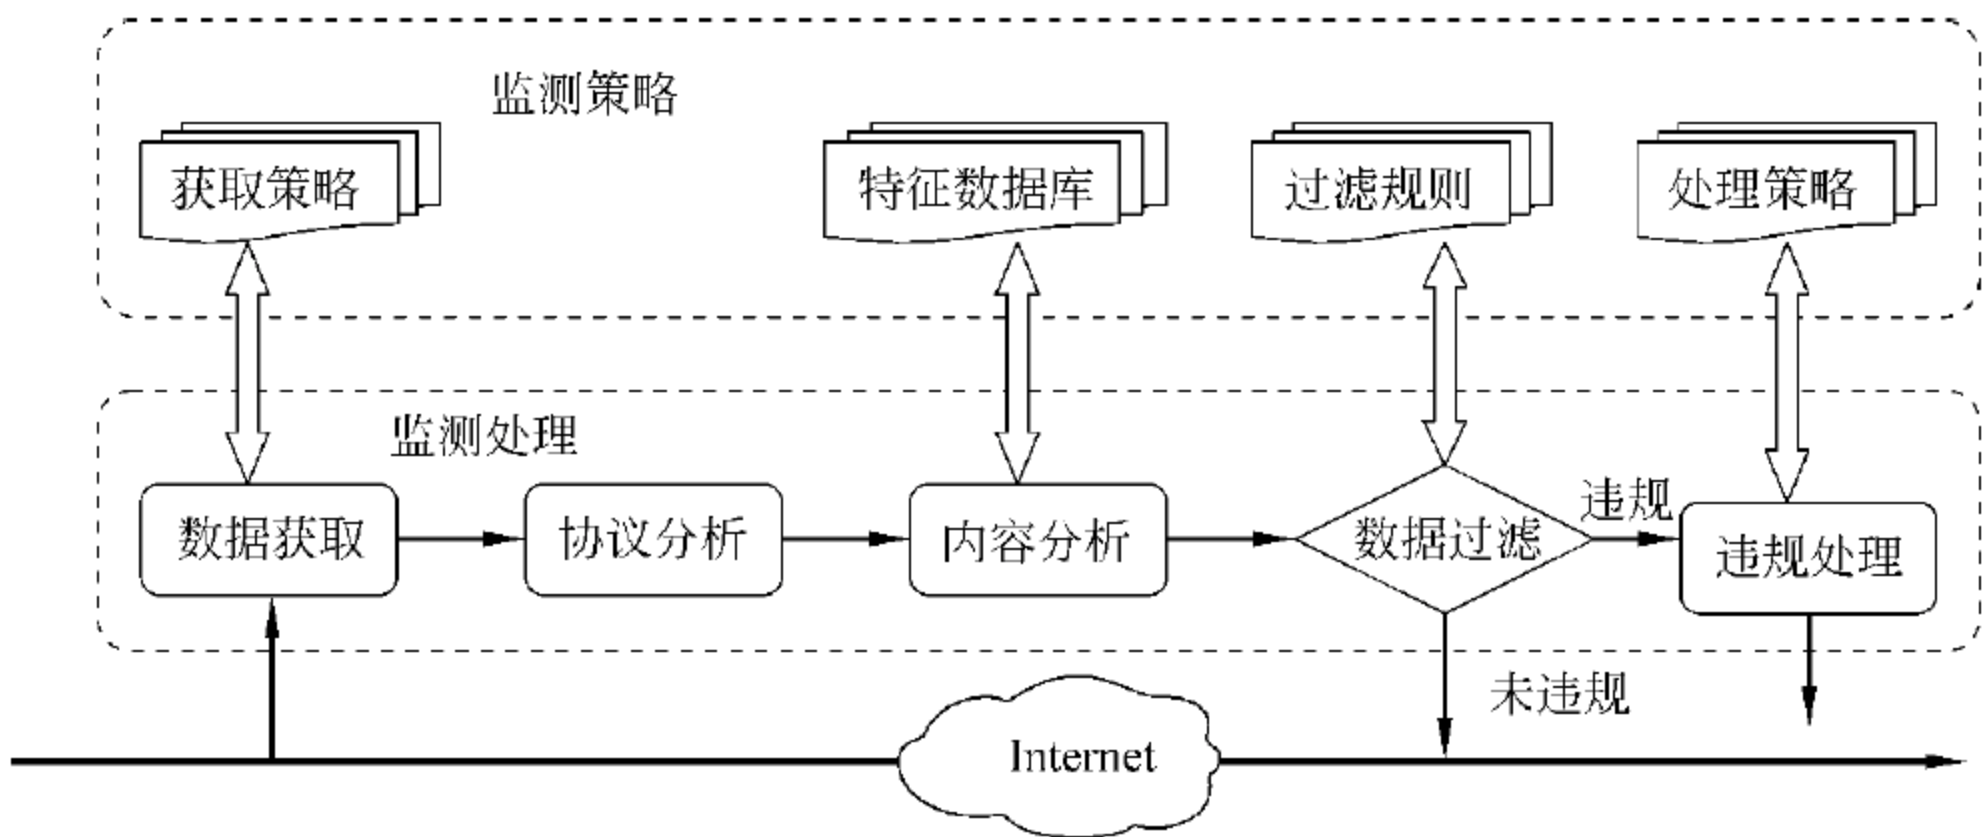 监测策略
获取策略
特征数据库
过滤规则
处理策略
监测处理
数据获取
协议分析
内容分析
数据过滤
违规
违规处理
未违规
Internet